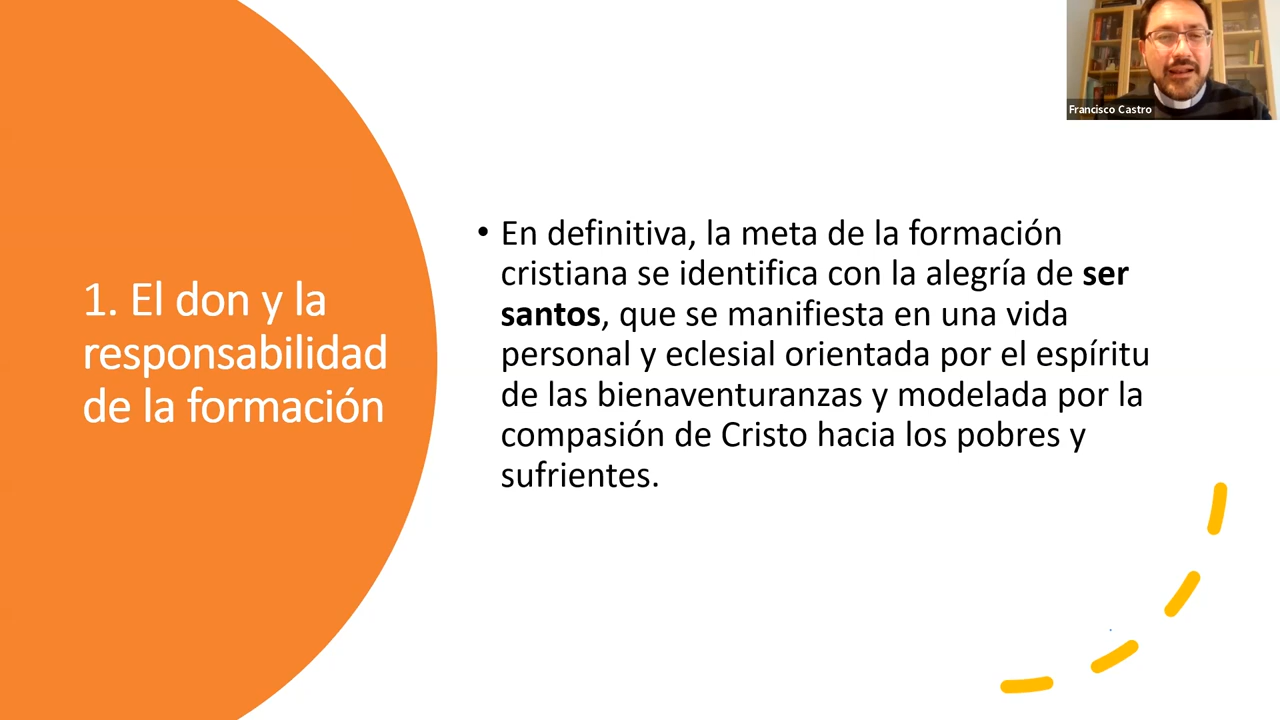 1. El don y la
responsabilidad
de la formación
• En definitiva, la meta de la formación
cristiana se identifica con la alegría de ser
santos, que se manifiesta en una vida
personal y eclesial orientada por el espíritu
de las bienaventuranzas y modelada por la
compasión de Cristo hacia los pobres y
sufrientes.
Francisco Castro